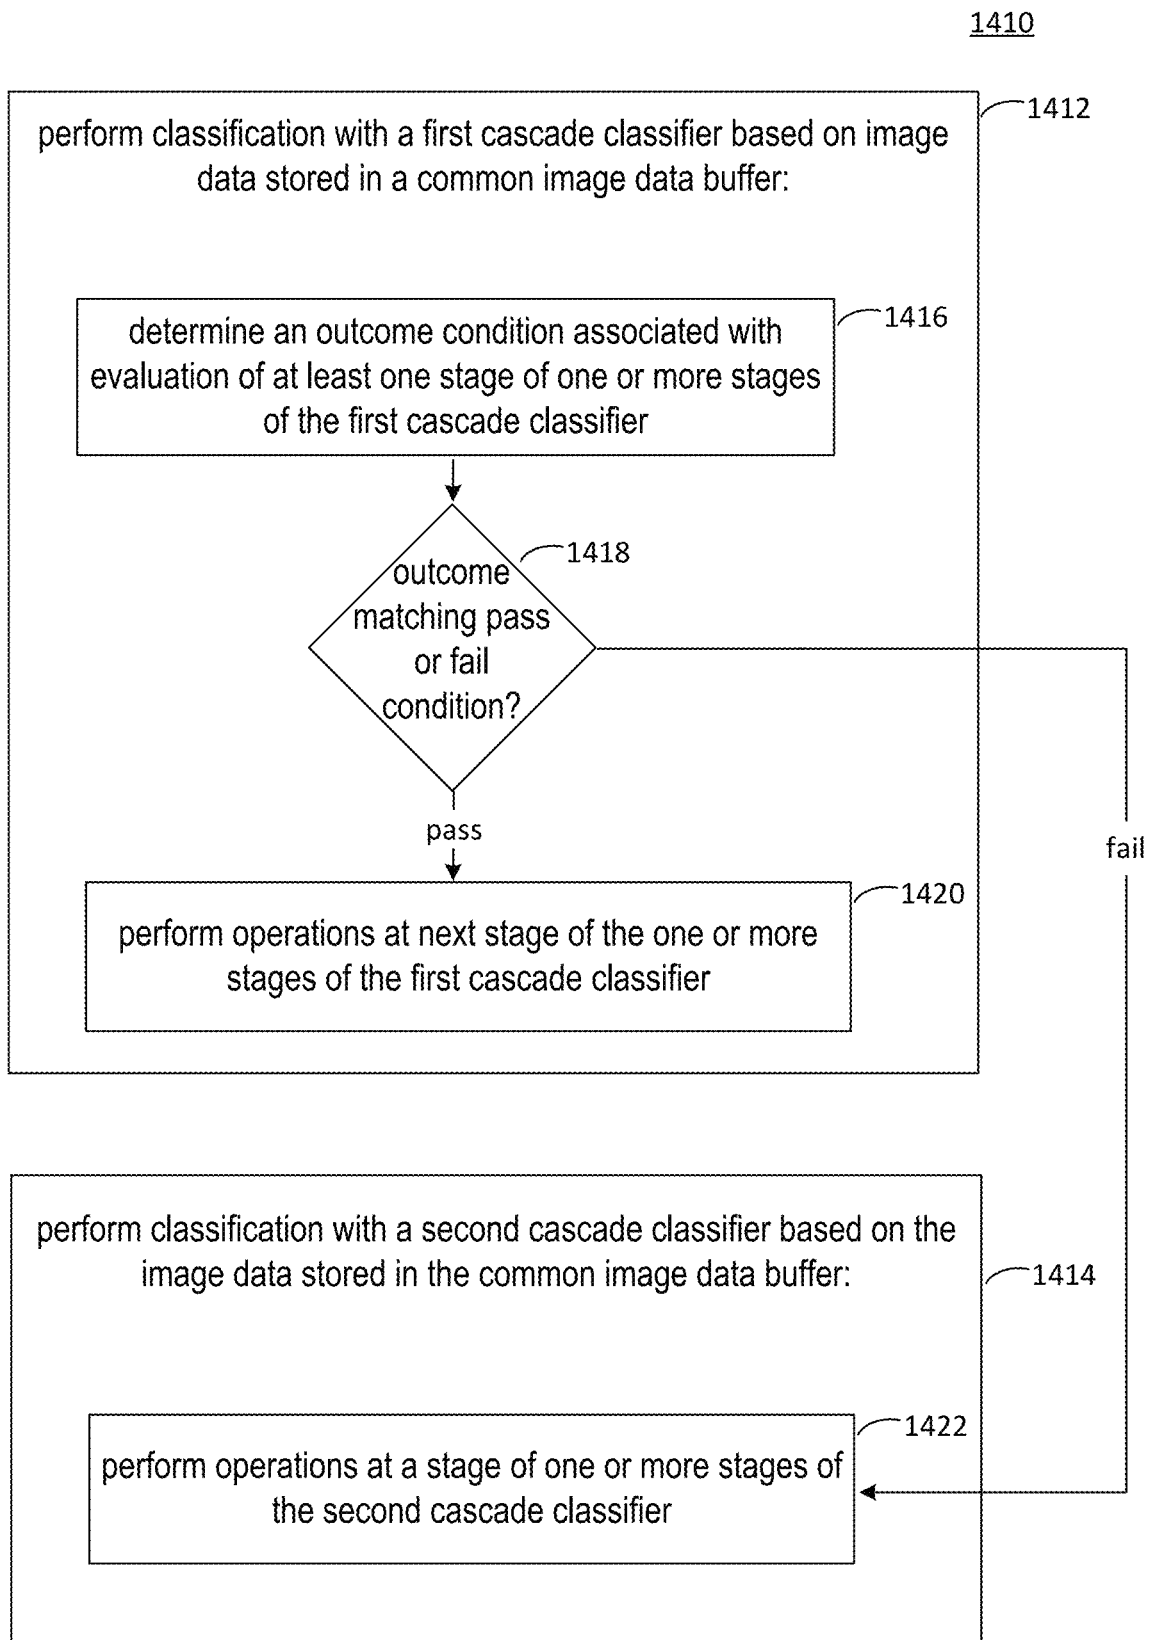 1410
1412
perform classification with a first cascade classifier based on image
data stored in a common image data buffer:
1416
determine an outcome condition associated with
evaluation of at least one stage of one or more stages
of the first cascade classifier
1418
outcome
matching pass
or fail
condition?
pass
fail
1420
perform operations at next stage of the one or more
stages of the first cascade classifier
perform classification with a second cascade classifier based on the
image data stored in the common image data buffer:
1414
1422
perform operations at a stage of one or more stages of
the second cascade classifier